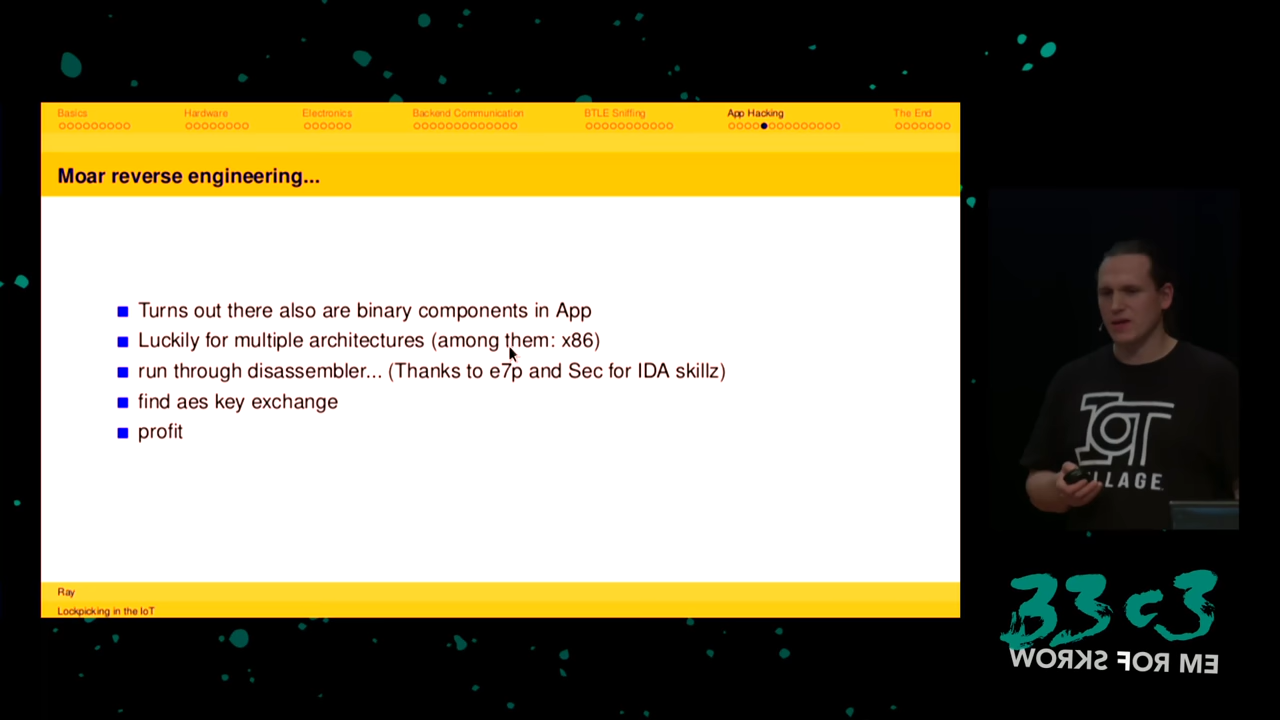 Basics Hardware Electronics Backend Communication BTLE Sniffing App Hacking The End
Moar reverse engineering...
Turns out there also are binary components in App
Luckily for multiple architectures (among them: x86)
run through disassembler... (Thanks to e7p and Sec for IDA skillz)
find aes key exchange
profit
Ray
Lockpicking in the IoT
IOT
VILLAGE
33c3
WORKS FOR ME